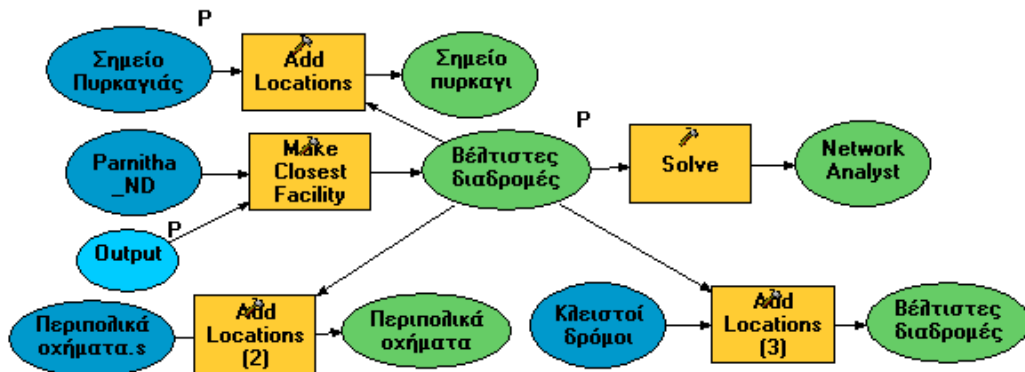 P
Σημείο
Πυρκαγιάς
Add
Locations
Σημείο
πυρκαγι
Parnitha
_ND
Make
Closest
Facility
Βέλτιστες
διαδρομές
P
Solve
Network
Analyst
P
Output
Περιπολικά
οχήματα.s
Add
Locations
(2)
Περιπολικά
οχήματα
Κλειστοί
δρόμοι
Add
Locations
(3)
Βέλτιστες
διαδρομές